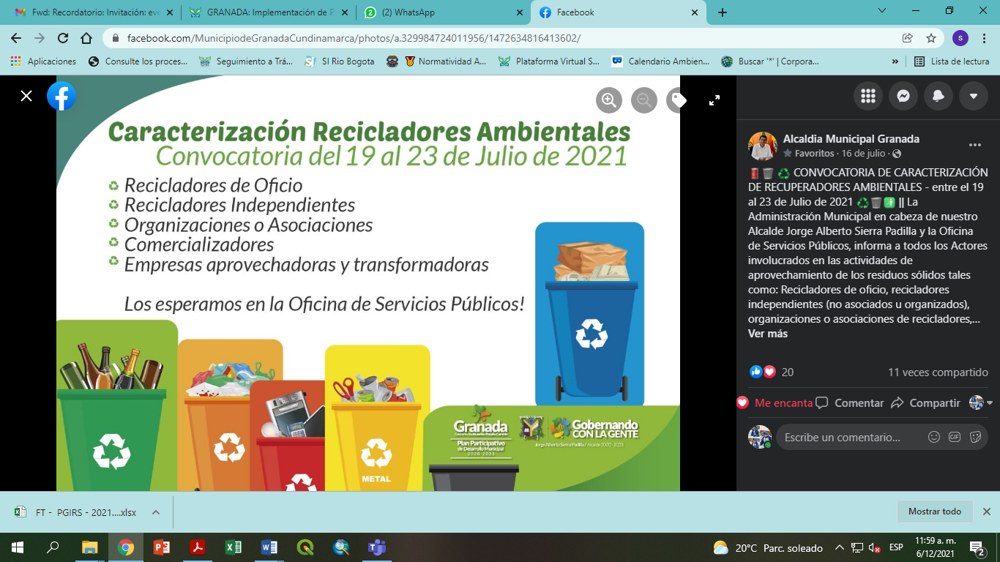 Fwd: Recordatorio: Invitación: eve
GRANADA: Implementación de P
(2) WhatsApp
Facebook
facebook.com/MunicipiodeGranadaCundinamarca/photos/a.329984724011956/1472634816413602/
s
Aplicaciones
Consulte los proces...
Seguimiento a Trá...
SI Rio Bogota
Normatividad A...
Plataforma Virtual S...
Calendario Ambien...
Buscar '*' | Corpora...
»
Lista de lectura
Caracterización Recicladores Ambientales
Convocatoria del 19 al 23 de Julio de 2021
Recicladores de Oficio
Recicladores Independientes
Organizaciones o Asociaciones
Comercializadores
Empresas aprovechadoras y transformadoras
Los esperamos en la Oficina de Servicios Públicos!
METAL
Granada
Plan Participativo
de Desarrollo Municipal
2020-2023
Gobernando
CON LA GENTE
Jorge Alberto Sierra Padilla / Alcalde 2020 - 2023
Alcaldia Municipal Granada
Favoritos · 16 de julio ·
CONVOCATORIA DE CARACTERIZACIÓN
DE RECUPERADORES AMBIENTALES - entre el 19
al 23 de Julio de 2021 || La
Administración Municipal en cabeza de nuestro
Alcalde Jorge Alberto Sierra Padilla y la Oficina
de Servicios Públicos, informa a todos los Actores
involucrados en las actividades de
aprovechamiento de los residuos sólidos tales
como: Recicladores de oficio, recicladores
independientes (no asociados u organizados),
organizaciones o asociaciones de recicladores,...
Ver más
20
11 veces compartido
Me encanta
Comentar
Compartir
Escribe un comentario...
GIF
FT - PGIRS - 2021....xlsx
Mostrar todo
20°C Parc. soleado
ESP
11:59 a. m.
6/12/2021
2